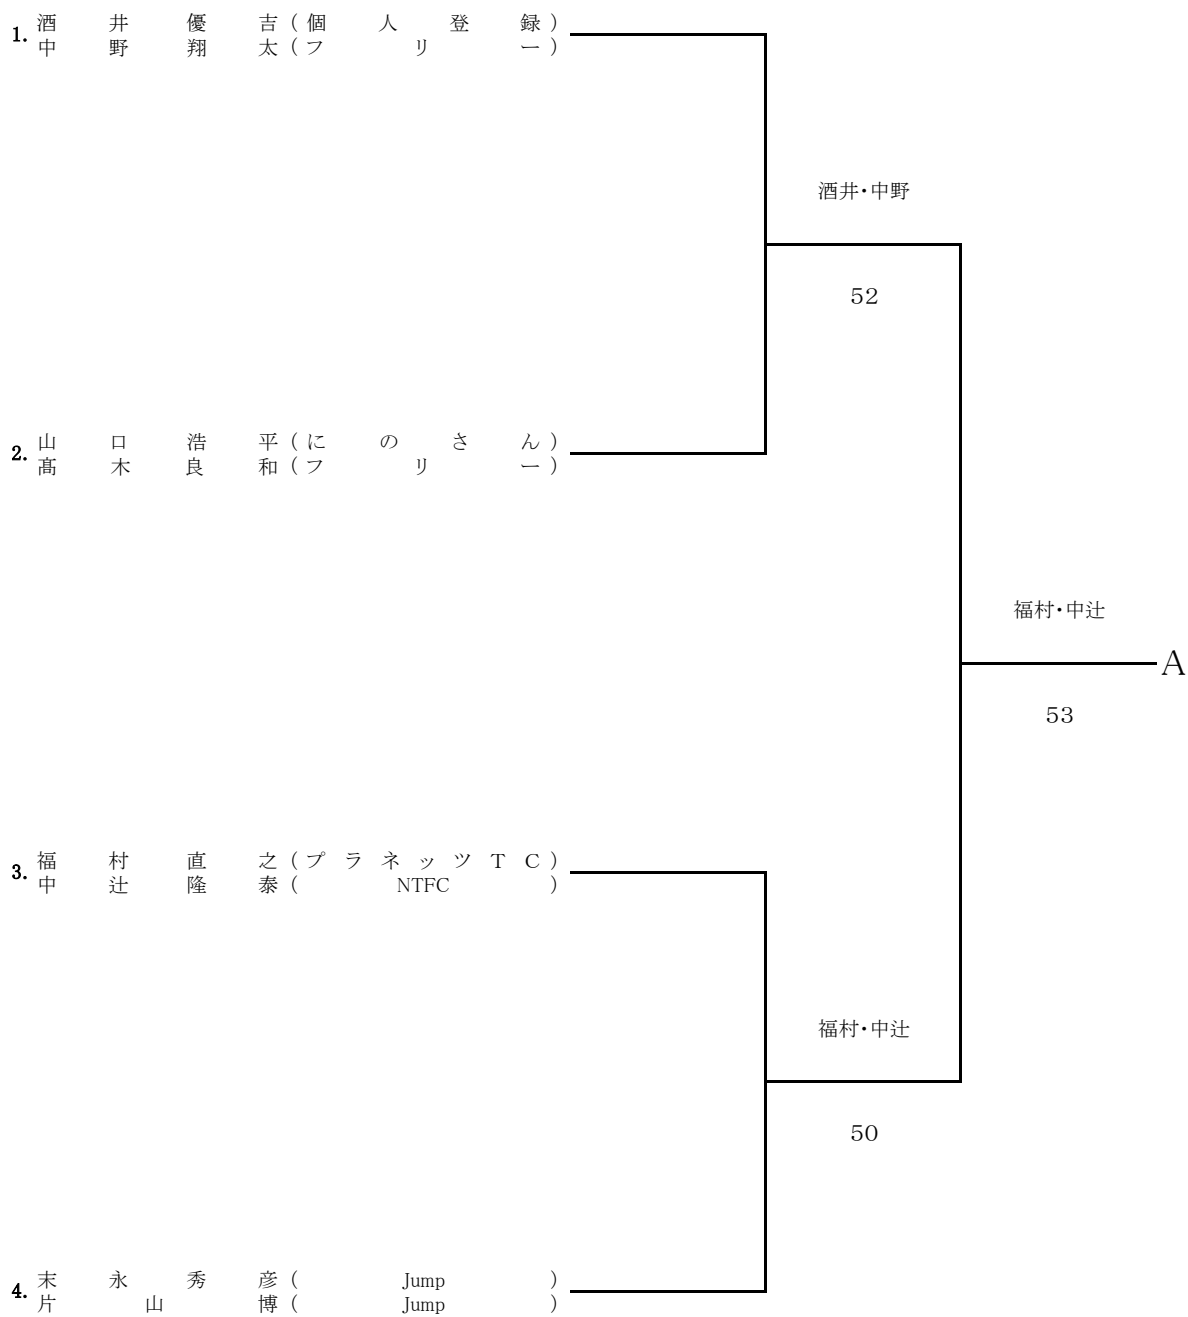 1. 酒井優吉(個人登録)
中野翔太(フリー)
酒井・中野
52
2. 山口浩平(にのさん)
髙木良和(フリー)
福村・中辻
A
53
3. 福村直之(プラネッツTC)
中辻隆泰(NTFC)
福村・中辻
50
4. 末永秀彦(Jump)
片山博(Jump)